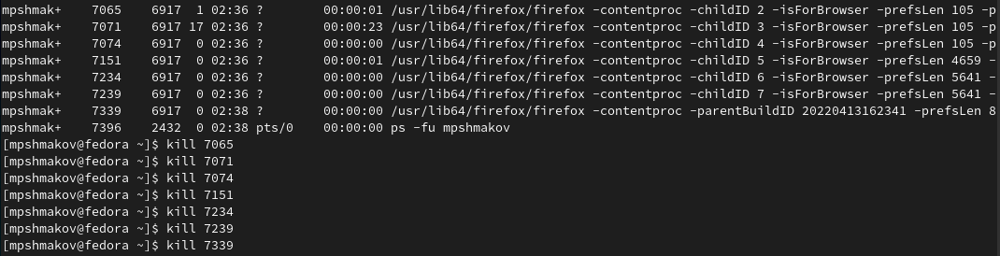 mpshmak+    7065    6917  1 02:36 ?        00:00:01 /usr/lib64/firefox/firefox -contentproc -childID 2 -isForBrowser -prefsLen 105 -p
mpshmak+    7071    6917 17 02:36 ?        00:00:23 /usr/lib64/firefox/firefox -contentproc -childID 3 -isForBrowser -prefsLen 105 -p
mpshmak+    7074    6917  0 02:36 ?        00:00:00 /usr/lib64/firefox/firefox -contentproc -childID 4 -isForBrowser -prefsLen 105 -p
mpshmak+    7151    6917  0 02:36 ?        00:00:01 /usr/lib64/firefox/firefox -contentproc -childID 5 -isForBrowser -prefsLen 4659 -
mpshmak+    7234    6917  0 02:36 ?        00:00:00 /usr/lib64/firefox/firefox -contentproc -childID 6 -isForBrowser -prefsLen 5641 -
mpshmak+    7239    6917  0 02:36 ?        00:00:00 /usr/lib64/firefox/firefox -contentproc -childID 7 -isForBrowser -prefsLen 5641 -
mpshmak+    7339    6917  0 02:38 ?        00:00:00 /usr/lib64/firefox/firefox -contentproc -parentBuildID 20220413162341 -prefsLen 8
mpshmak+    7396    2432  0 02:38 pts/0    00:00:00 ps -fu mpshmakov
[mpshmakov@fedora ~]$ kill 7065
[mpshmakov@fedora ~]$ kill 7071
[mpshmakov@fedora ~]$ kill 7074
[mpshmakov@fedora ~]$ kill 7151
[mpshmakov@fedora ~]$ kill 7234
[mpshmakov@fedora ~]$ kill 7239
[mpshmakov@fedora ~]$ kill 7339